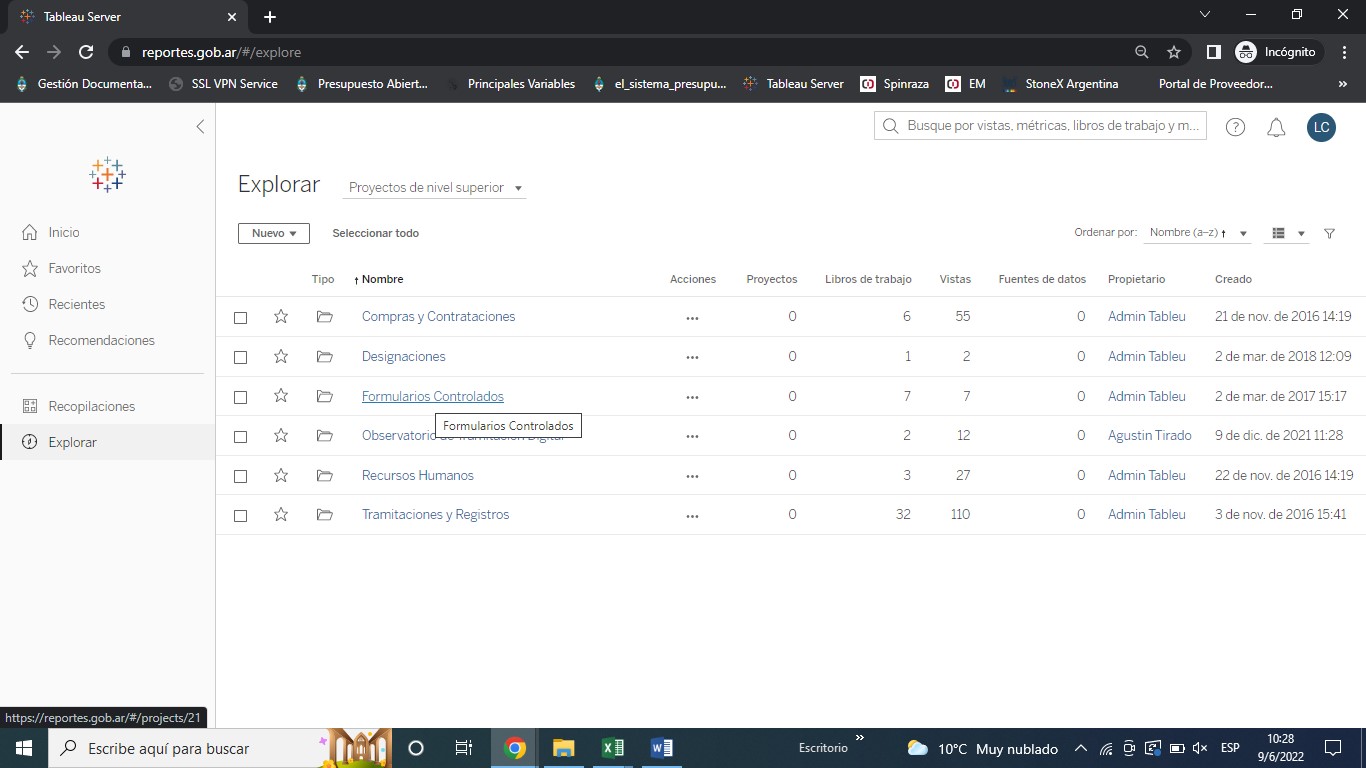 Tableau Server
reportes.gob.ar/#/explore
Incógnito
Gestión Documenta... SSL VPN Service Presupuesto Abiert... Principales Variables el_sistema_presupu... Tableau Server Spinraza EM StoneX Argentina Portal de Proveedor... »
Busque por vistas, métricas, libros de trabajo y m...
? LC
Explorar Proyectos de nivel superior
Nuevo Seleccionar todo Ordenar por: Nombre (a–z) ↑
Inicio
Favoritos
Recientes
Recomendaciones
Recopilaciones
Explorar
Tipo ↑ Nombre Acciones Proyectos Libros de trabajo Vistas Fuentes de datos Propietario Creado
Compras y Contrataciones ... 0 6 55 0 Admin Tableu 21 de nov. de 2016 14:19
Designaciones ... 0 1 2 0 Admin Tableu 2 de mar. de 2018 12:09
Formularios Controlados ... 0 7 7 0 Admin Tableu 2 de mar. de 2017 15:17
Formularios Controlados
Observatorio de Tramitación Digital ... 0 2 12 0 Agustin Tirado 9 de dic. de 2021 11:28
Recursos Humanos ... 0 3 27 0 Admin Tableu 22 de nov. de 2016 14:19
Tramitaciones y Registros ... 0 32 110 0 Admin Tableu 3 de nov. de 2016 15:41
https://reportes.gob.ar/#/projects/21
Escribe aquí para buscar
Escritorio »
10°C Muy nublado
ESP
10:28
9/6/2022